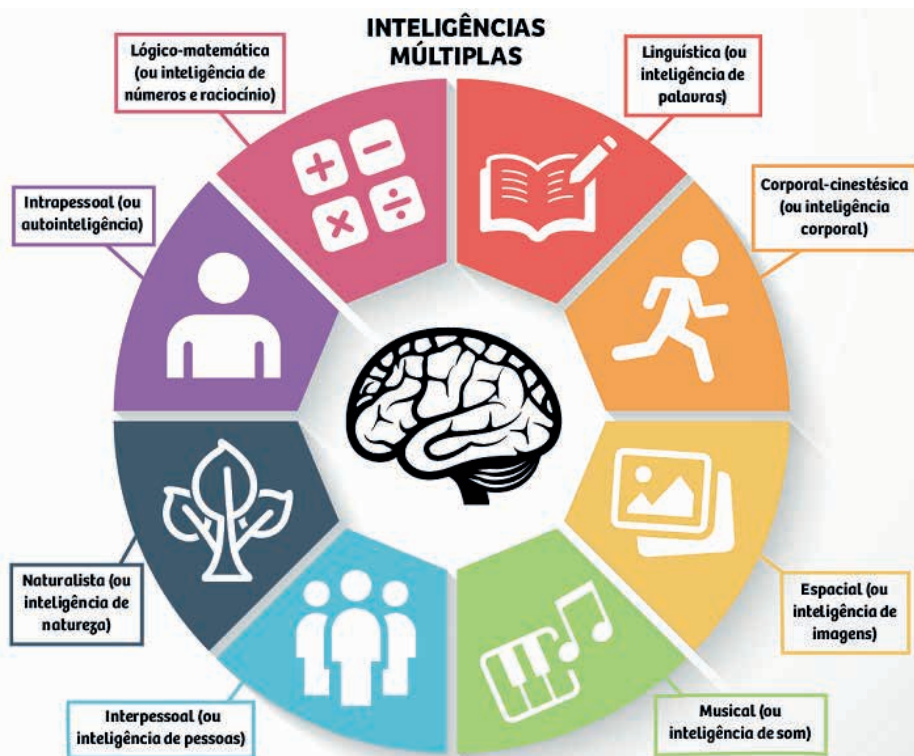 INTELIGÊNCIAS
MÚLTIPLAS
Lógico-matemática
(ou inteligência de
números e raciocínio)
Linguística (ou
inteligência de
palavras)
Corporal-cinestésica
(ou inteligência
corporal)
Espacial (ou
inteligência de
imagens)
Musical (ou
inteligência de som)
Interpessoal (ou
inteligência de pessoas)
Naturalista (ou
inteligência de
natureza)
Intrapessoal (ou
autointeligência)